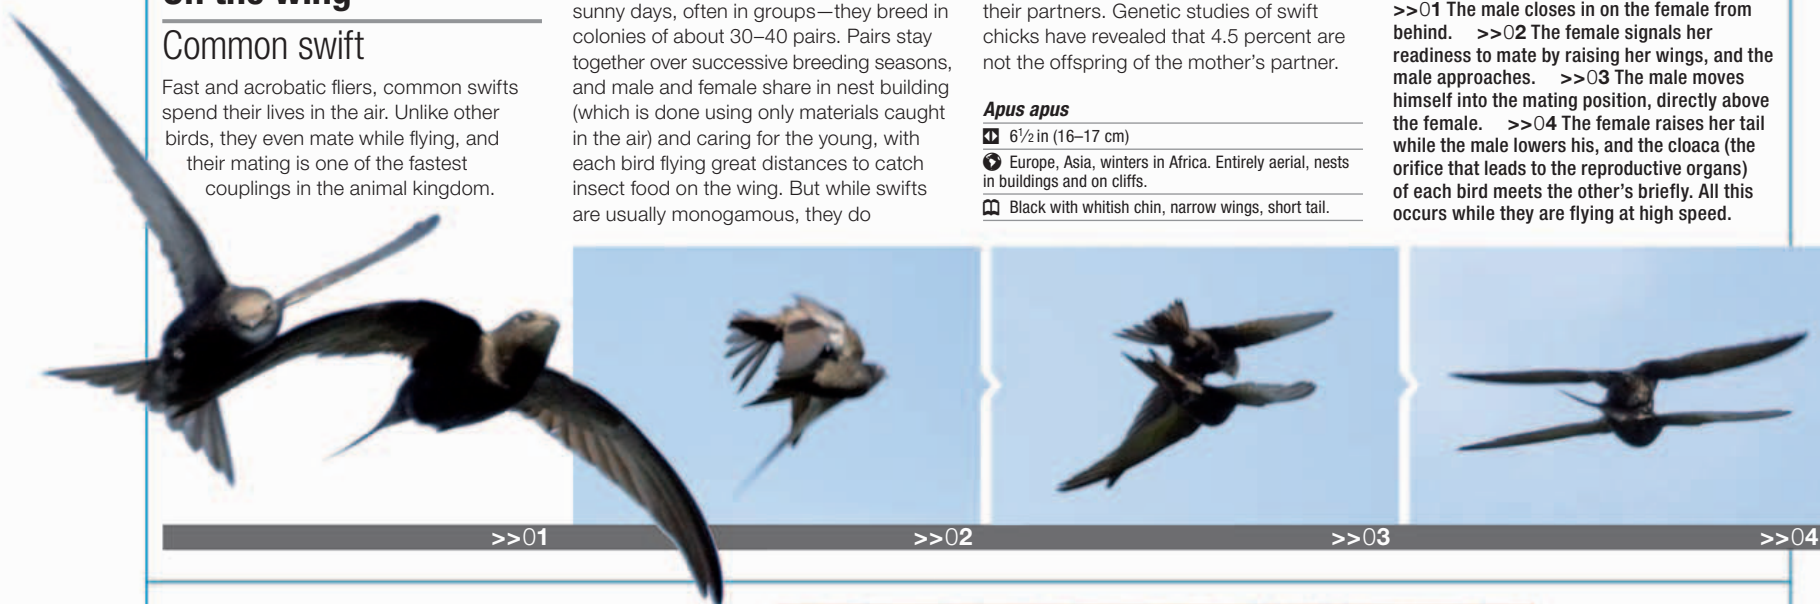 On the wing
Common swift
Fast and acrobatic fliers, common swifts
spend their lives in the air. Unlike other
birds, they even mate while flying, and
their mating is one of the fastest
couplings in the animal kingdom.
sunny days, often in groups—they breed in
colonies of about 30–40 pairs. Pairs stay
together over successive breeding seasons,
and male and female share in nest building
(which is done using only materials caught
in the air) and caring for the young, with
each bird flying great distances to catch
insect food on the wing. But while swifts
are usually monogamous, they do
their partners. Genetic studies of swift
chicks have revealed that 4.5 percent are
not the offspring of the mother's partner.
Apus apus
6½ in (16–17 cm)
Europe, Asia, winters in Africa. Entirely aerial, nests
in buildings and on cliffs.
Black with whitish chin, narrow wings, short tail.
>>01 The male closes in on the female from
behind. >>02 The female signals her
readiness to mate by raising her wings, and the
male approaches. >>03 The male moves
himself into the mating position, directly above
the female. >>04 The female raises her tail
while the male lowers his, and the cloaca (the
orifice that leads to the reproductive organs)
of each bird meets the other's briefly. All this
occurs while they are flying at high speed.
>>01
>>02
>>03
>>04